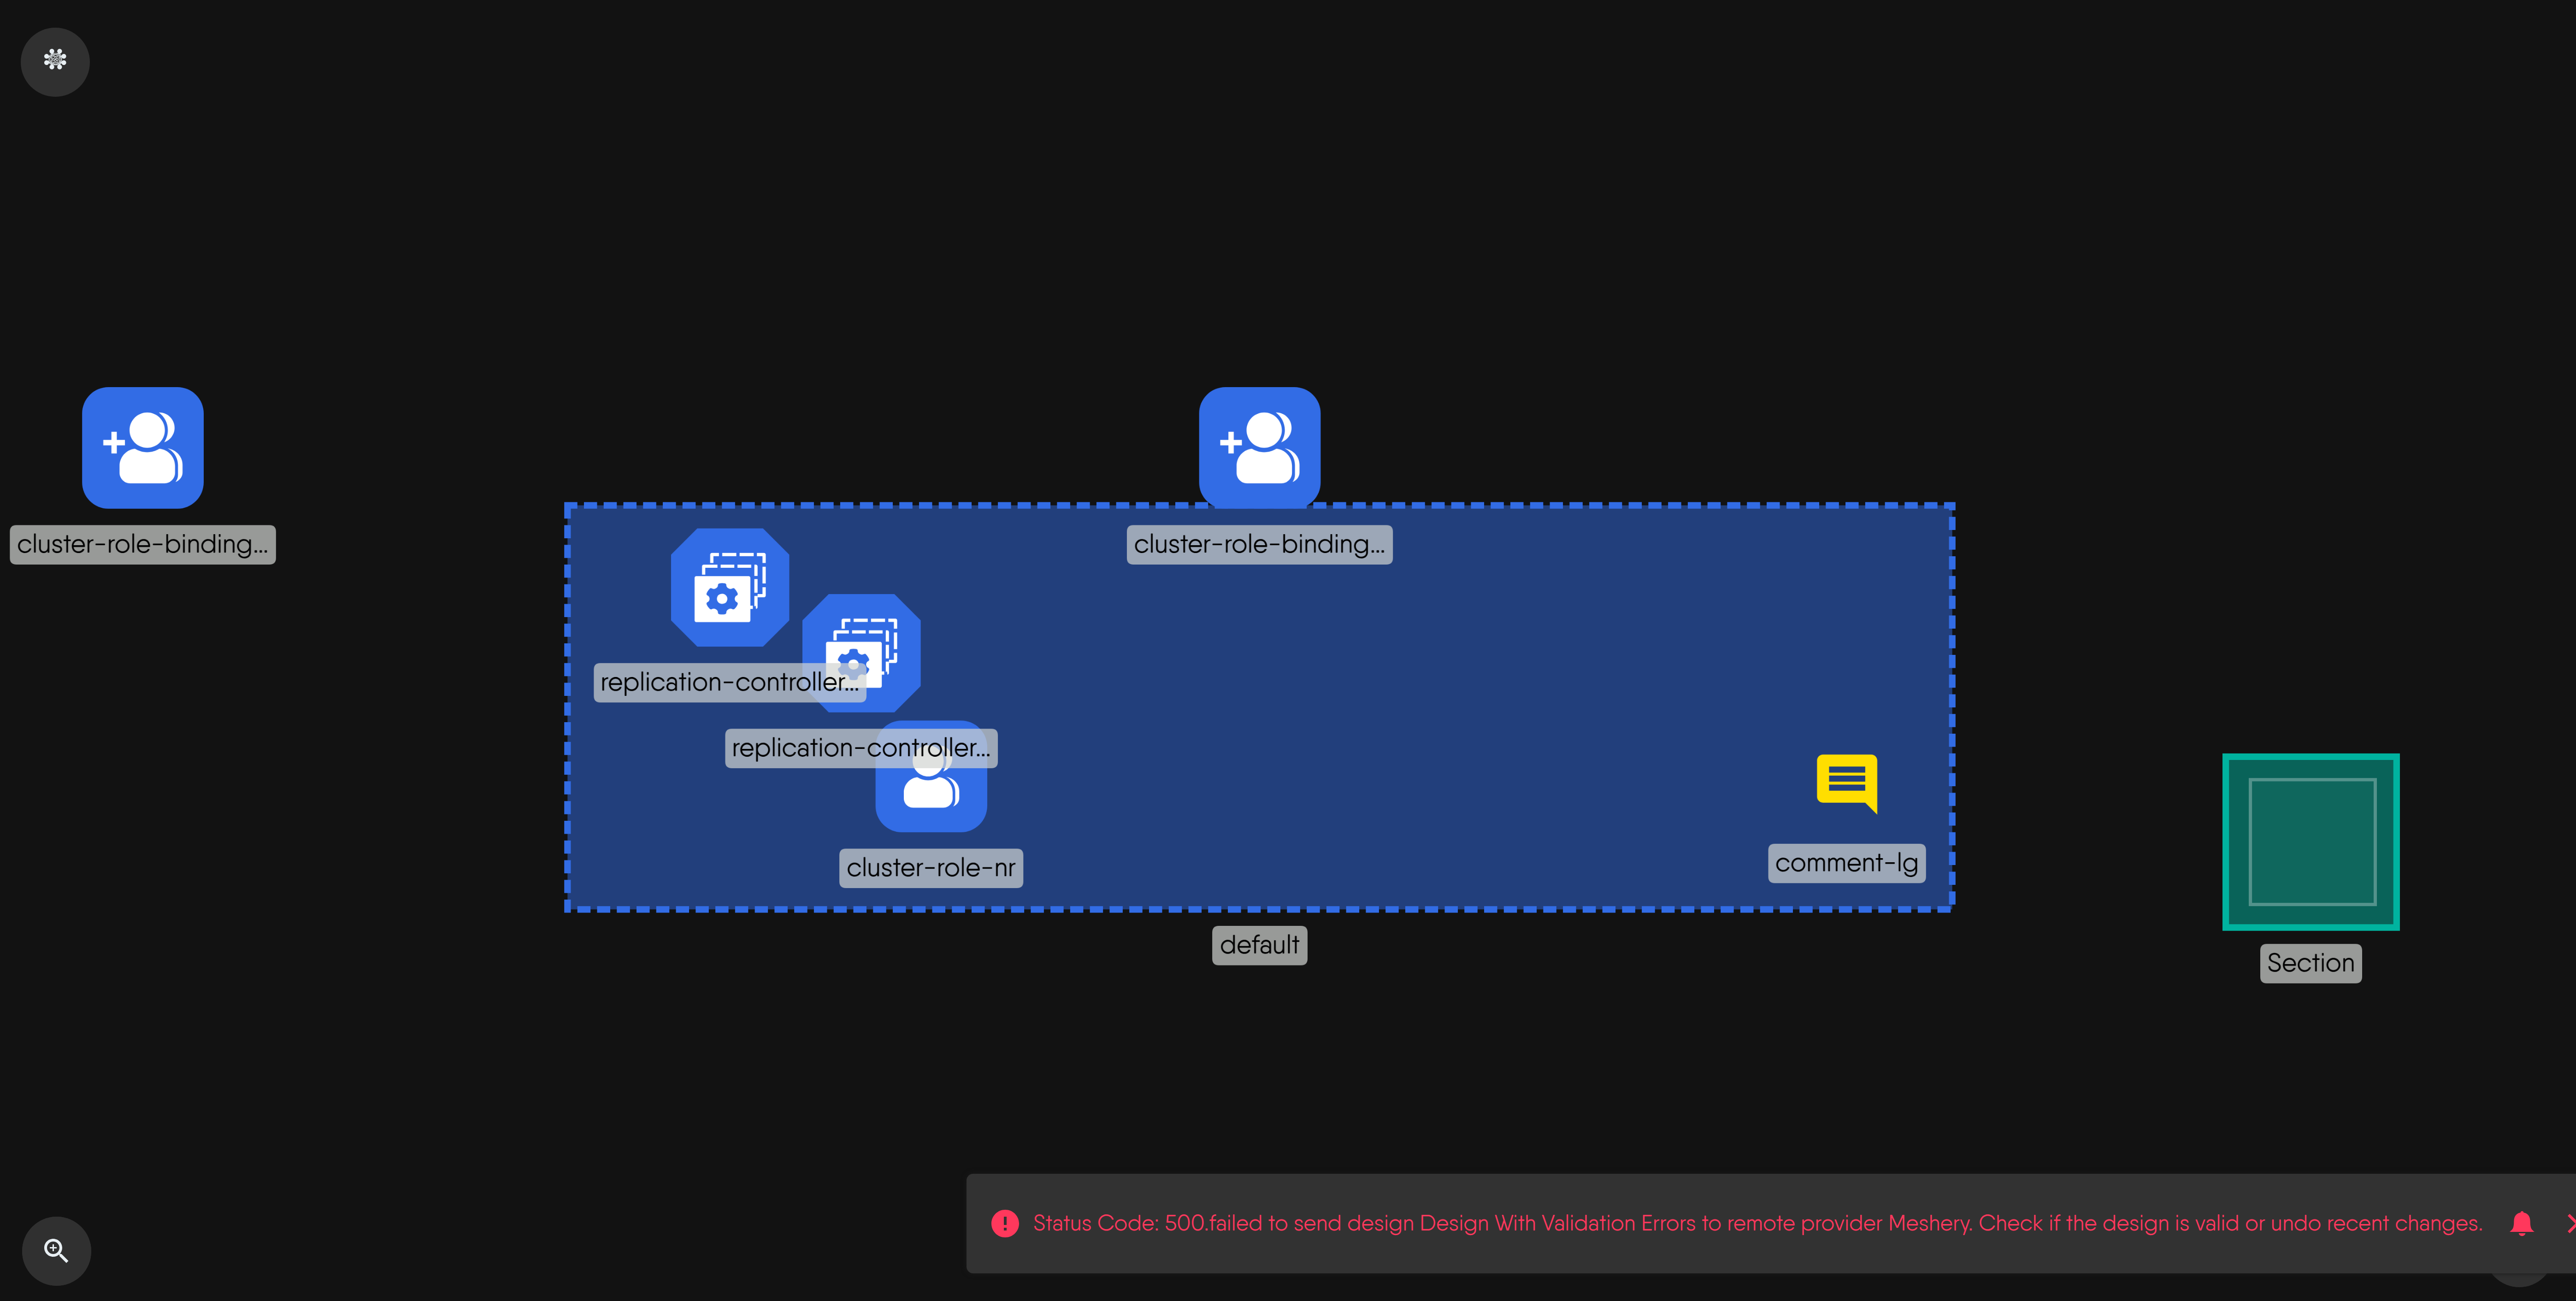 cluster-role-binding...
cluster-role-binding...
replication-controller...
replication-controller...
cluster-role-nr
comment-lg
default
Section
Status Code: 500.failed to send design Design With Validation Errors to remote provider Meshery. Check if the design is valid or undo recent changes.